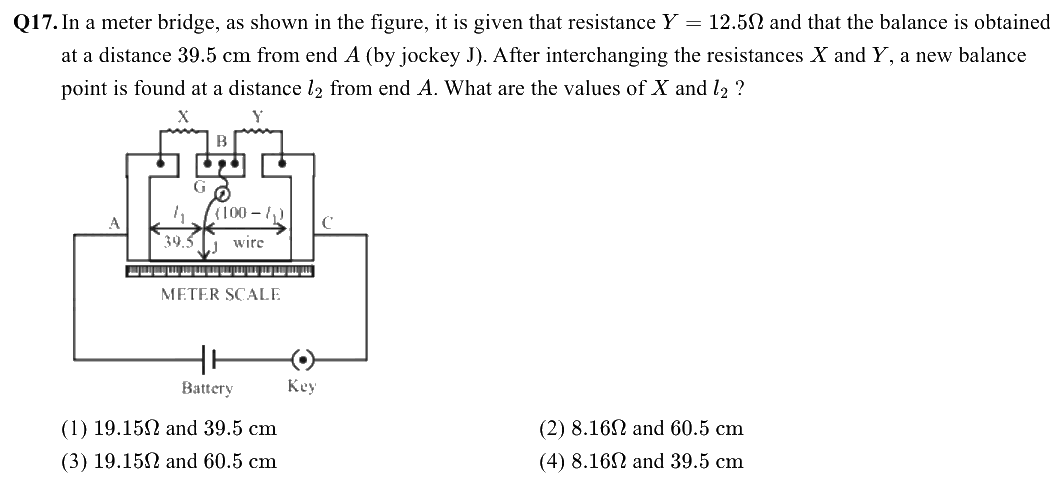 Q17. In a meter bridge, as shown in the figure, it is given that resistance Y = 12.5Ω and that the balance is obtained
at a distance 39.5 cm from end A (by jockey J). After interchanging the resistances X and Y, a new balance
point is found at a distance l₂ from end A. What are the values of X and l₂ ?
X Y
B
G
l₁ (100 – l₁)
A C
39.5 J wire
METER SCALE
Battery Key
(1) 19.15Ω and 39.5 cm (2) 8.16Ω and 60.5 cm
(3) 19.15Ω and 60.5 cm (4) 8.16Ω and 39.5 cm